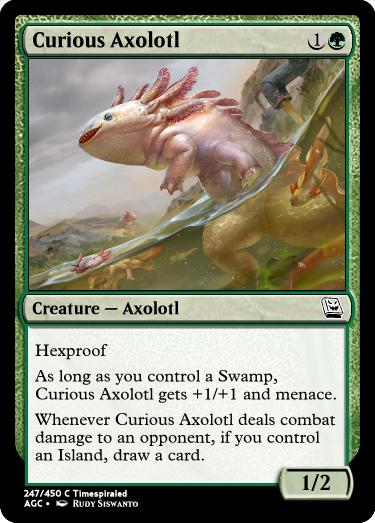 Curious Axolotl 1
Creature — Axolotl
Hexproof
As long as you control a Swamp,
Curious Axolotl gets +1/+1 and menace.
Whenever Curious Axolotl deals combat
damage to an opponent, if you control
an Island, draw a card.
1/2
247/450 C Timespiraled
AGC • Rudy Siswanto